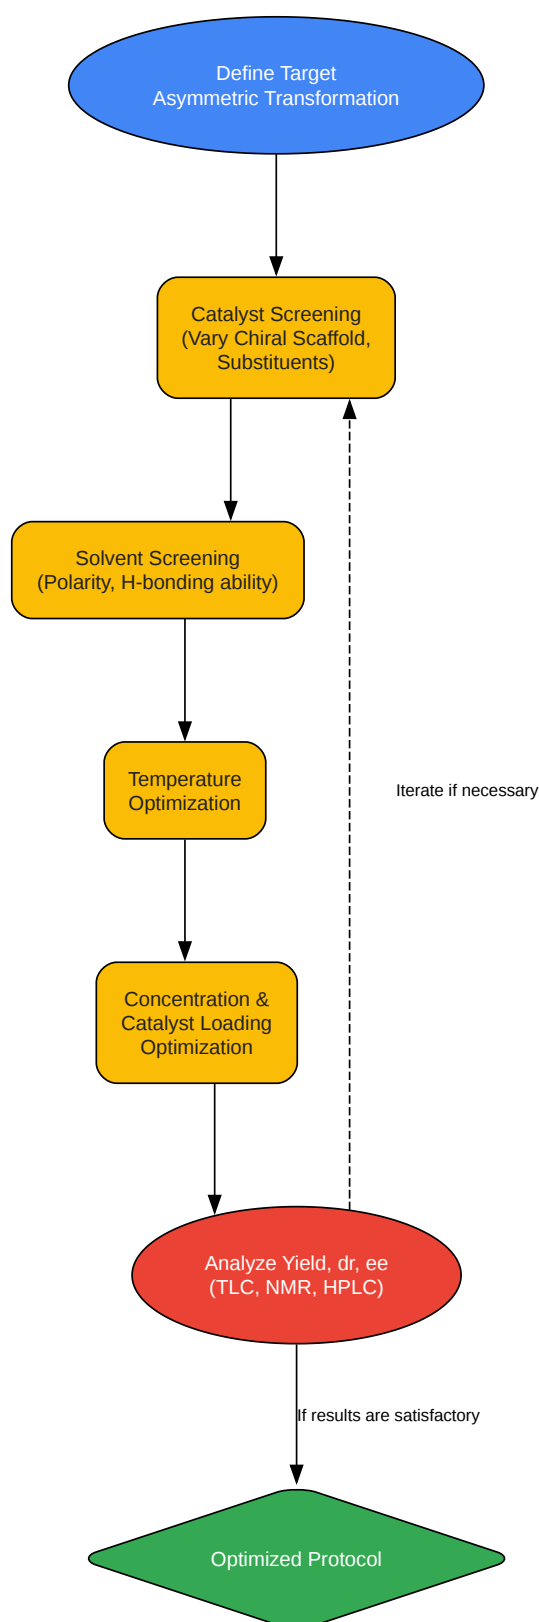 Define Target
Asymmetric Transformation
Catalyst Screening
(Vary Chiral Scaffold,
Substituents)
Solvent Screening
(Polarity, H-bonding ability)
Temperature
Optimization
Iterate if necessary
Concentration &
Catalyst Loading
Optimization
Analyze Yield, dr, ee
(TLC, NMR, HPLC)
If results are satisfactory
Optimized Protocol